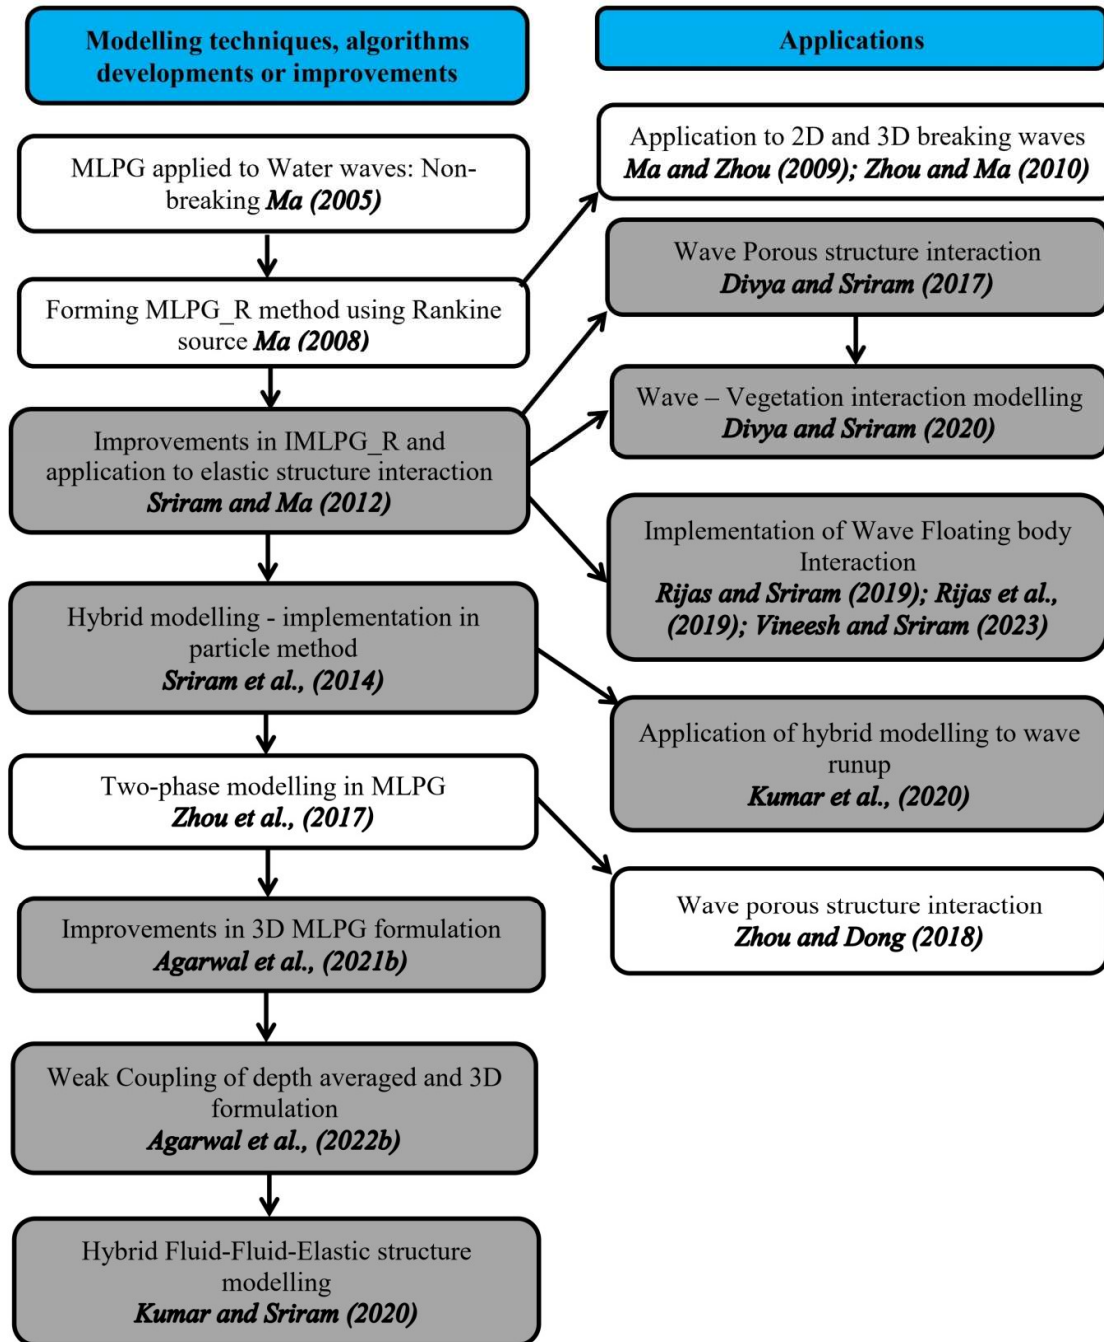 Modelling techniques, algorithms
developments or improvements
MLPG applied to Water waves: Non-
breaking Ma (2005)
Forming MLPG_R method using Rankine
source Ma (2008)
Improvements in IMLPG_R and
application to elastic structure interaction
Sriram and Ma (2012)
Hybrid modelling - implementation in
particle method
Sriram et al., (2014)
Two-phase modelling in MLPG
Zhou et al., (2017)
Improvements in 3D MLPG formulation
Agarwal et al., (2021b)
Weak Coupling of depth averaged and 3D
formulation
Agarwal et al., (2022b)
Hybrid Fluid-Fluid-Elastic structure
modelling
Kumar and Sriram (2020)
Applications
Application to 2D and 3D breaking waves
Ma and Zhou (2009); Zhou and Ma (2010)
Wave Porous structure interaction
Divya and Sriram (2017)
Wave – Vegetation interaction modelling
Divya and Sriram (2020)
Implementation of Wave Floating body
Interaction
Rijas and Sriram (2019); Rijas et al.,
(2019); Vineesh and Sriram (2023)
Application of hybrid modelling to wave
runup
Kumar et al., (2020)
Wave porous structure interaction
Zhou and Dong (2018)